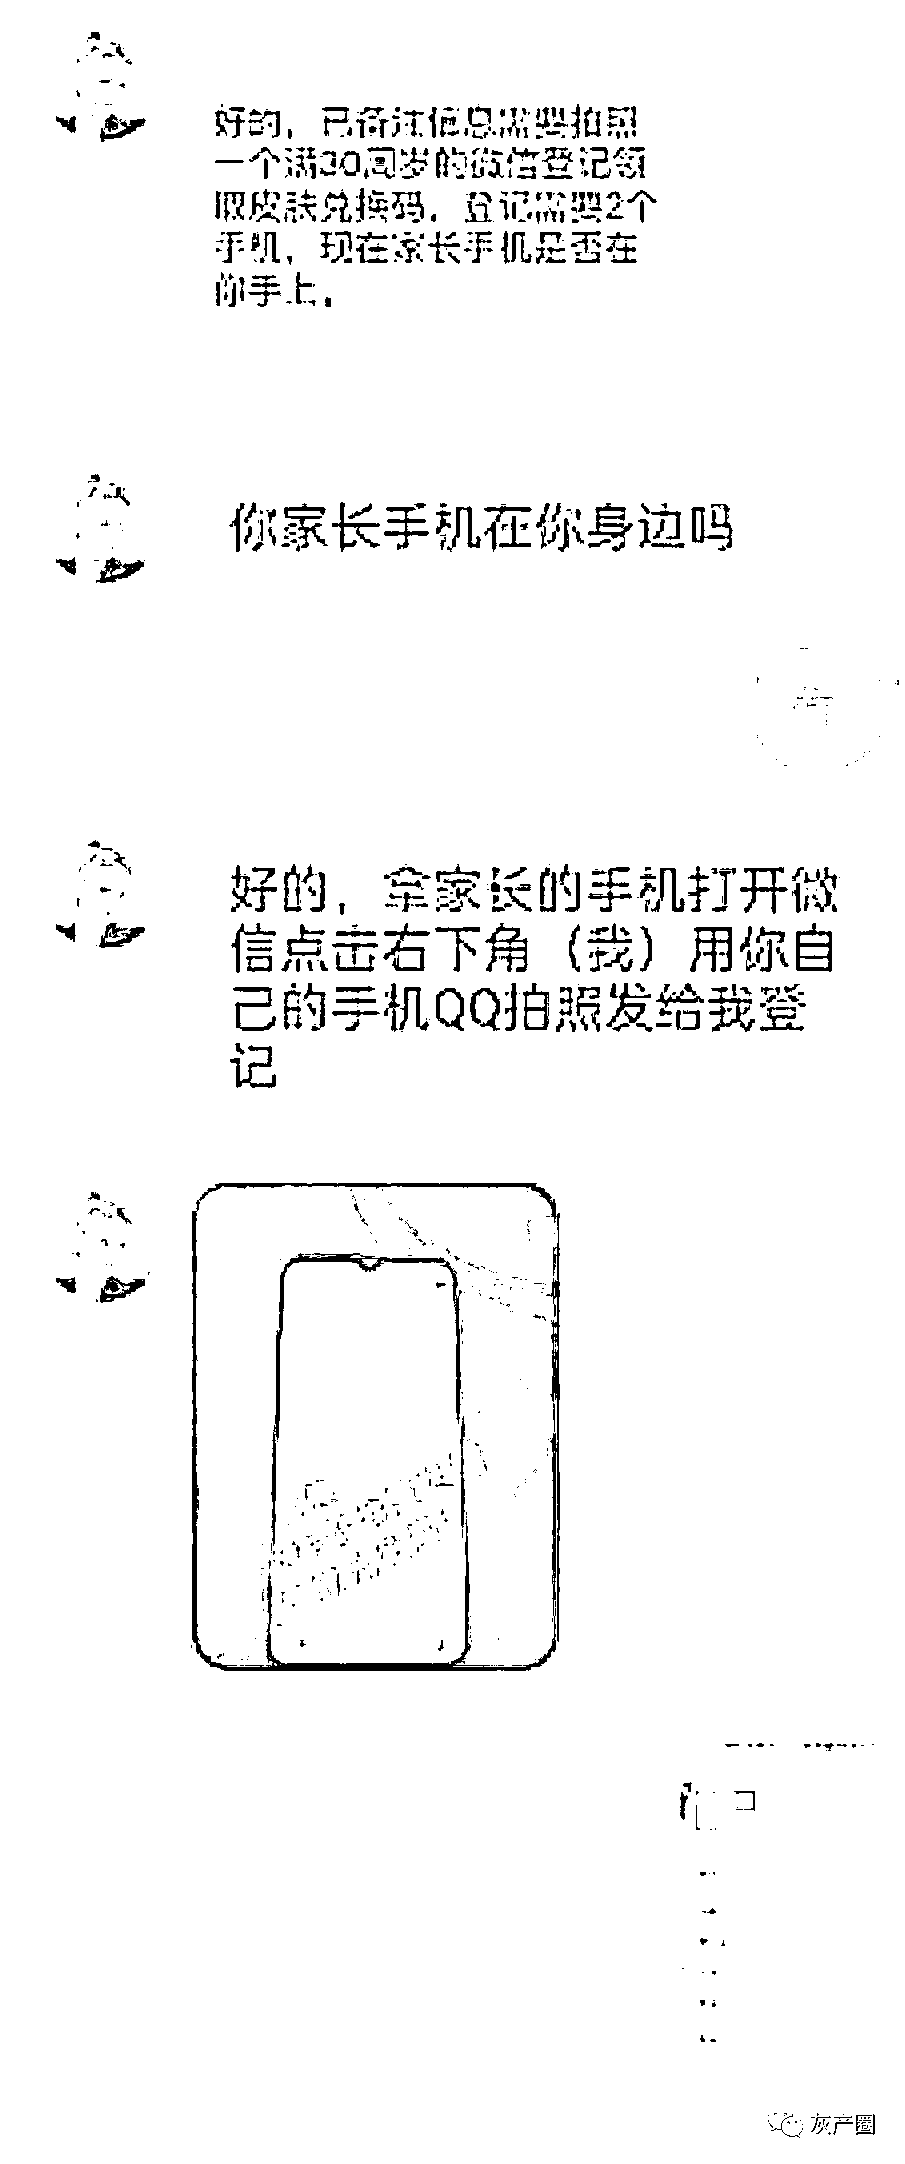 好的，已备注信息需要拍照
一个满30周岁的微信登记领
取皮肤兑换码，登记需要2个
手机，现在家长手机是否在
你手上。
你家长手机在你身边吗
好的，拿家长的手机打开微
信点击右下角（我）用你自
己的手机QQ拍照发给我登
记
灰产圈